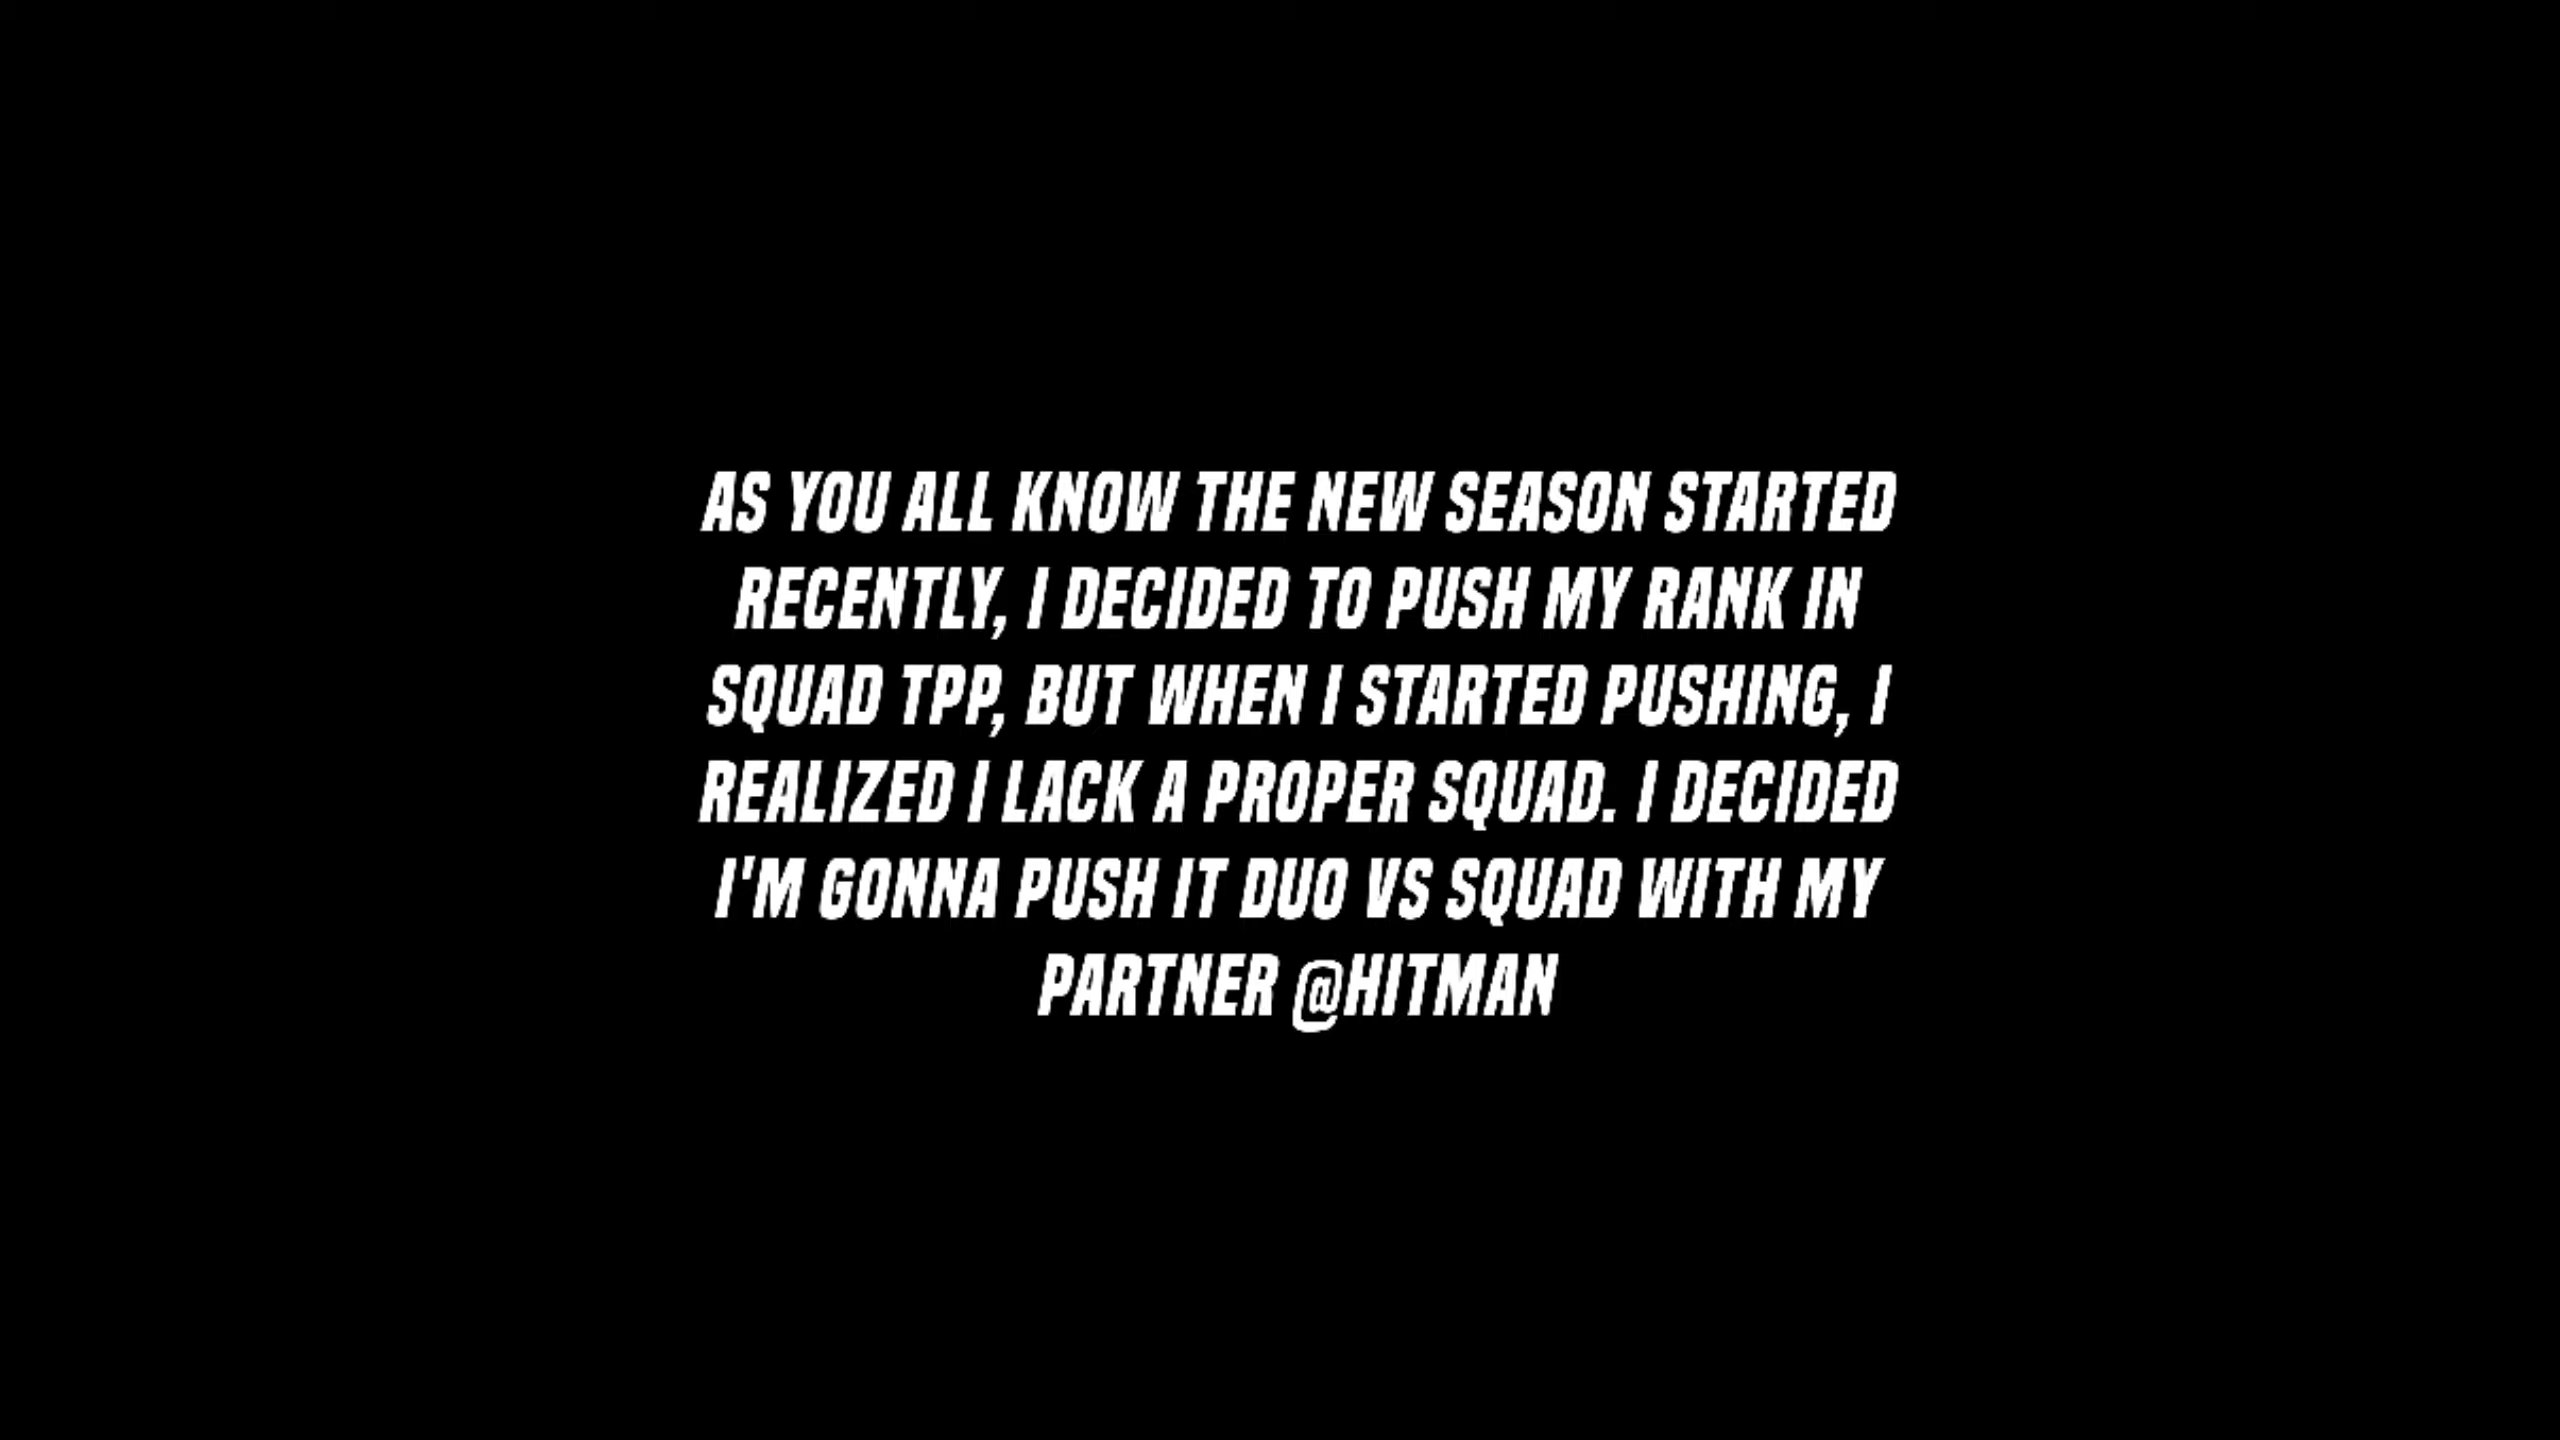 AS YOU ALL KNOW THE NEW SEASON STARTED
RECENTLY, I DECIDED TO PUSH MY RANK IN
SQUAD TPP, BUT WHEN I STARTED PUSHING, I
REALIZED I LACK A PROPER SQUAD. I DECIDED
I'M GONNA PUSH IT DUO VS SQUAD WITH MY
PARTNER @HITMAN